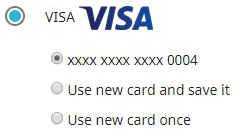 VISA VISA
xxxx xxxx xxxx 0004
Use new card and save it
Use new card once